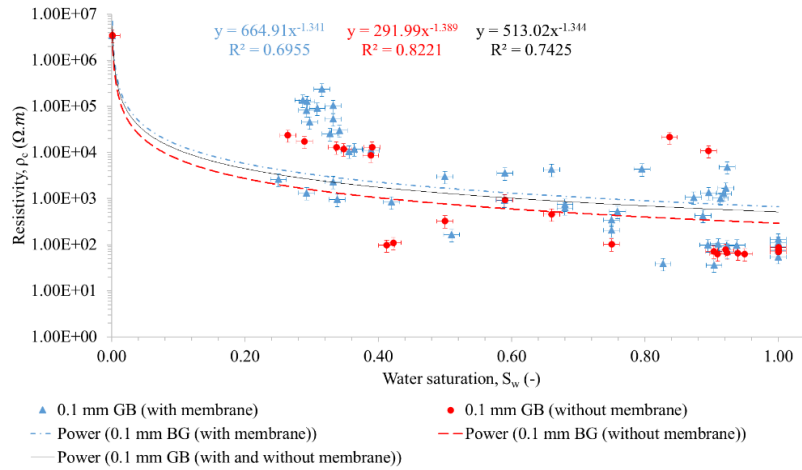 1.00E+07
1.00E+06
1.00E+05
1.00E+04
1.00E+03
1.00E+02
1.00E+01
1.00E+00
Resistivity, ρc (Ω.m)
y = 664.91x^-1.341
R² = 0.6955
y = 291.99x^-1.389
R² = 0.8221
y = 513.02x^-1.344
R² = 0.7425
0.00 0.20 0.40 0.60 0.80 1.00
Water saturation, Sw (-)
0.1 mm GB (with membrane)
0.1 mm GB (without membrane)
Power (0.1 mm BG (with membrane))
Power (0.1 mm BG (without membrane))
Power (0.1 mm GB (with and without membrane))